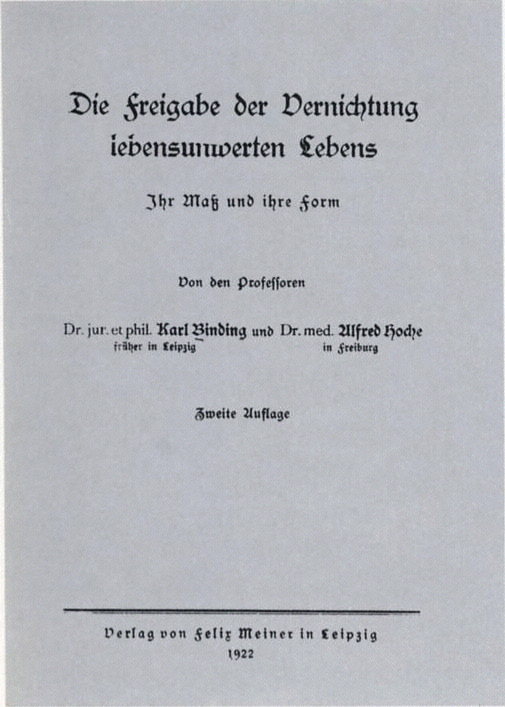 Die Freigabe der Vernichtung
lebensunwerten Lebens
Ihr Maß und ihre Form
Von den Professoren
Dr. jur. et phil. Karl Binding und Dr. med. Alfred Hoche
früher in Leipzig in Freiburg
Zweite Auflage
Verlag von Felix Meiner in Leipzig
1922